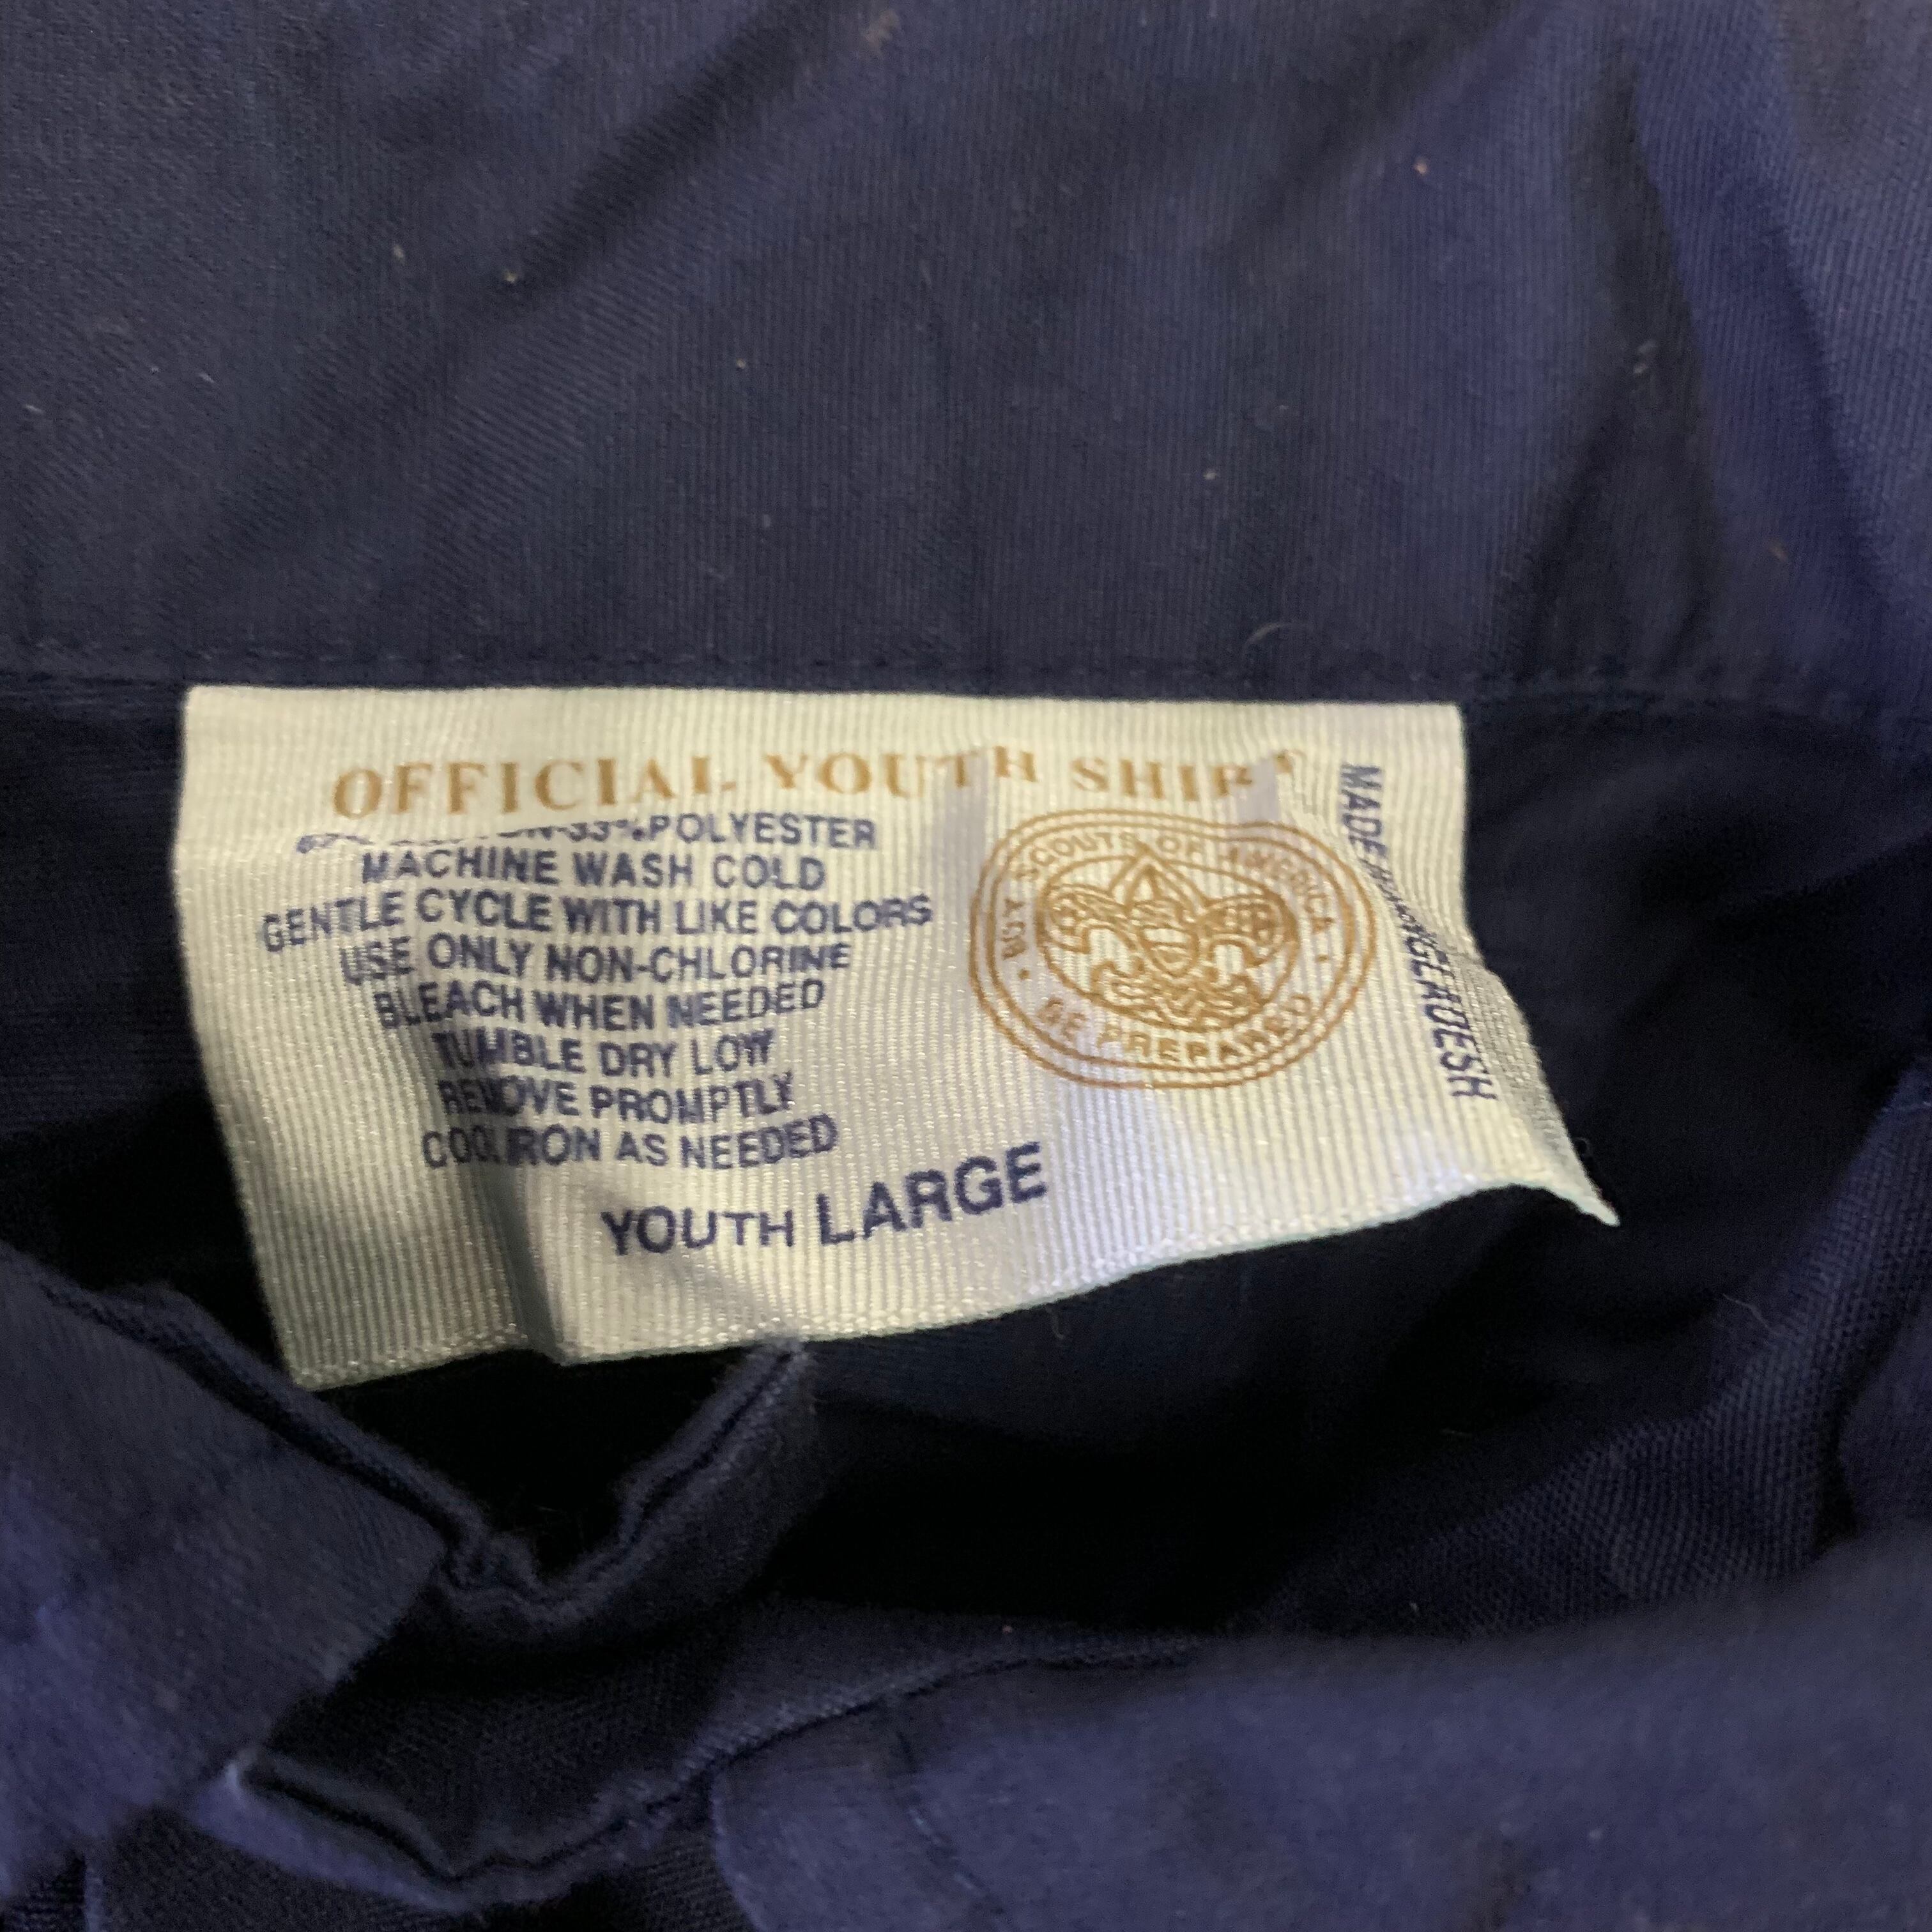 OFFICIAL YOUTH SHIRT
33% POLYESTER
MACHINE WASH COLD
GENTLE CYCLE WITH LIKE COLORS
USE ONLY NON-CHLORINE
BLEACH WHEN NEEDED
TUMBLE DRY LOW
REMOVE PROMPTLY
COOL IRON AS NEEDED
YOUTH LARGE
SCOUTS OF AMERICA
BE PREPARED
MADE IN BANGLADESH